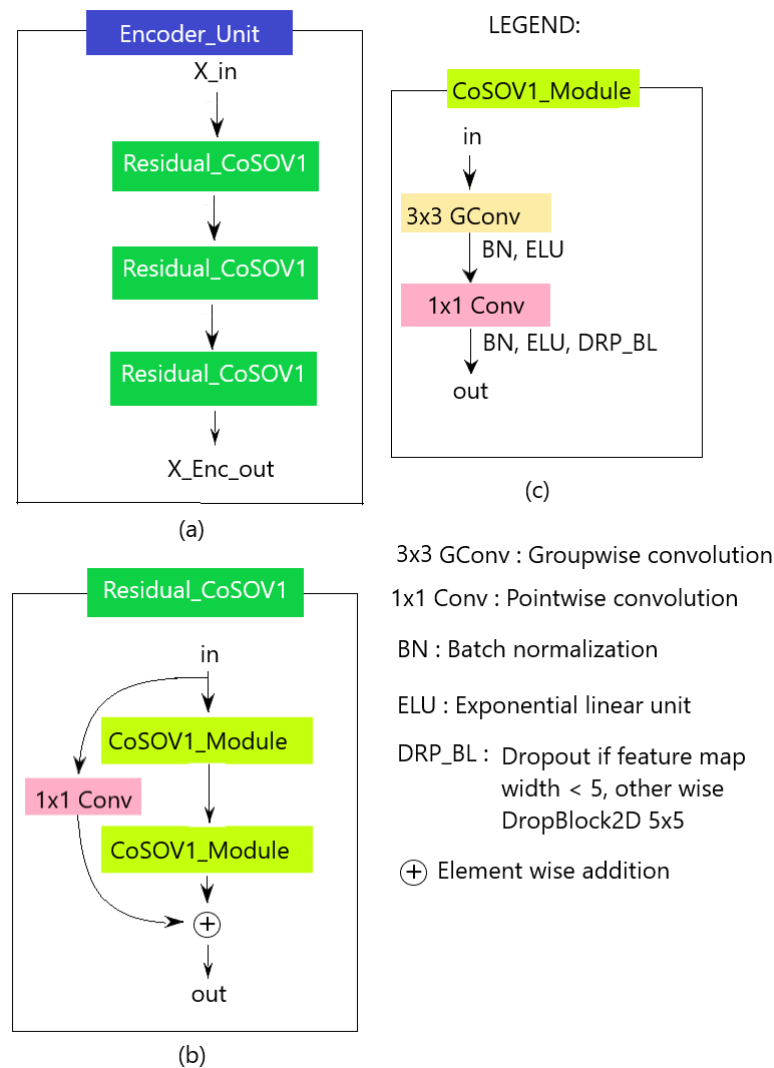 Encoder_Unit
X_in
Residual_CoSOV1
Residual_CoSOV1
Residual_CoSOV1
X_Enc_out
(a)
LEGEND:
CoSOV1_Module
in
3x3 GConv
BN, ELU
1x1 Conv
BN, ELU, DRP_BL
out
(c)
Residual_CoSOV1
in
CoSOV1_Module
1x1 Conv
CoSOV1_Module
+
out
(b)
3x3 GConv : Groupwise convolution
1x1 Conv : Pointwise convolution
BN : Batch normalization
ELU : Exponential linear unit
DRP_BL : Dropout if feature map
width < 5, other wise
DropBlock2D 5x5
+ Element wise addition